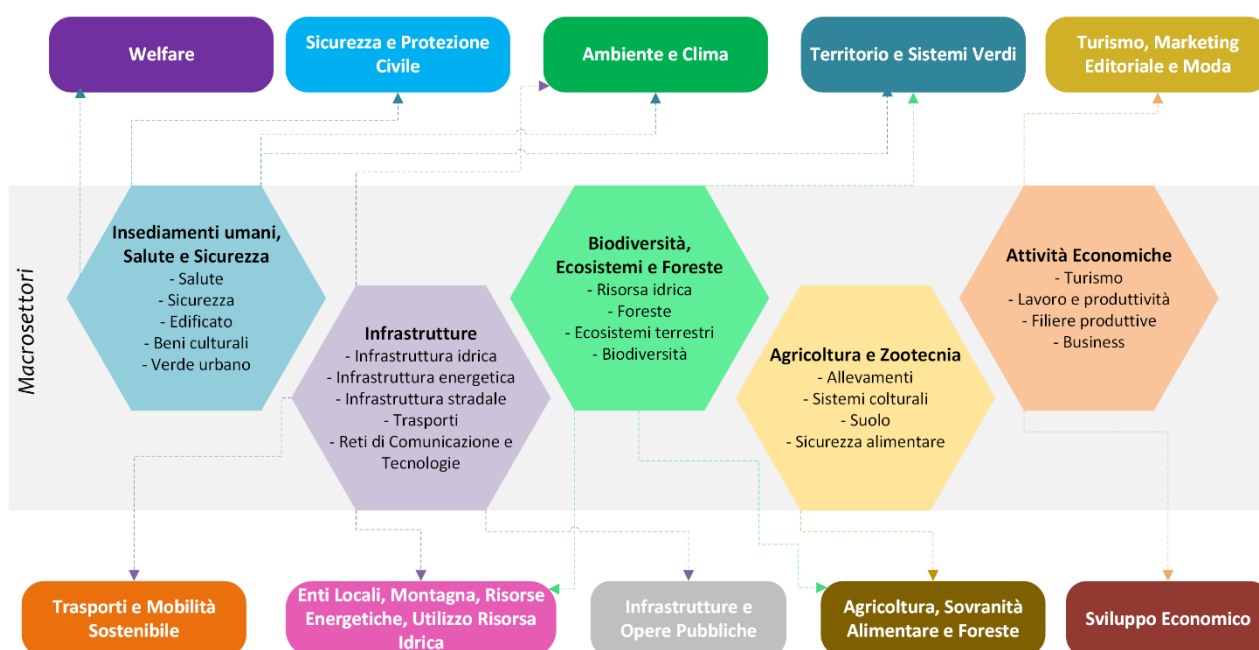 Welfare
Sicurezza e Protezione
Civile
Ambiente e Clima
Territorio e Sistemi Verdi
Turismo, Marketing
Editoriale e Moda
Macrosettori
Insediamenti umani,
Salute e Sicurezza
- Salute
- Sicurezza
- Edificato
- Beni culturali
- Verde urbano
Infrastrutture
- Infrastruttura idrica
- Infrastruttura energetica
- Infrastruttura stradale
- Trasporti
- Reti di Comunicazione e
Tecnologie
Biodiversità,
Ecosistemi e Foreste
- Risorsa idrica
- Foreste
- Ecosistemi terrestri
- Biodiversità
Agricoltura e Zootecnia
- Allevamenti
- Sistemi colturali
- Suolo
- Sicurezza alimentare
Attività Economiche
- Turismo
- Lavoro e produttività
- Filiere produttive
- Business
Trasporti e Mobilità
Sostenibile
Enti Locali, Montagna, Risorse
Energetiche, Utilizzo Risorsa
Idrica
Infrastrutture e
Opere Pubbliche
Agricoltura, Sovranità
Alimentare e Foreste
Sviluppo Economico